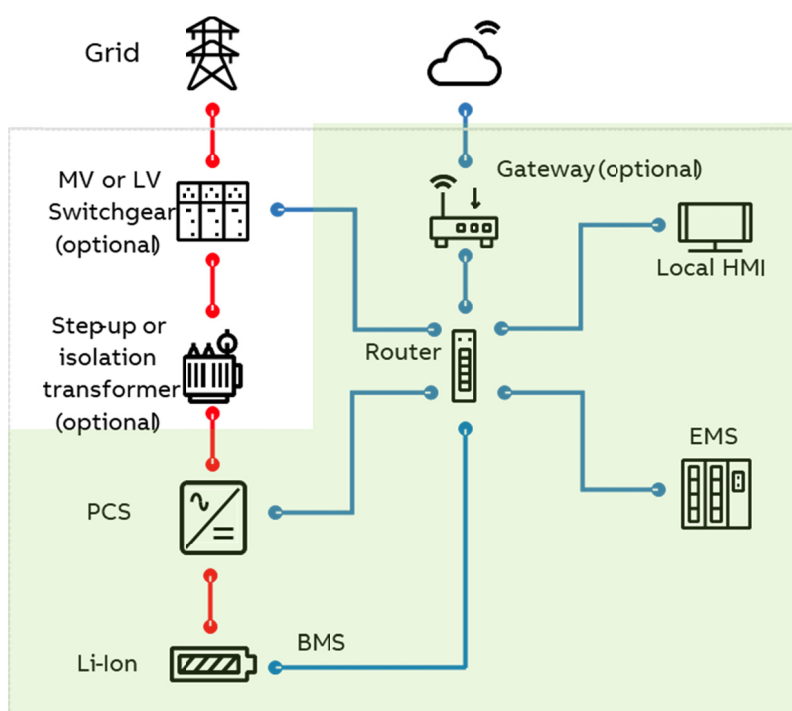 Grid
Gateway (optional)
MV or LV
Switchgear
(optional)
Local HMI
Step-up or
isolation
transformer
(optional)
Router
EMS
PCS
BMS
Li-Ion